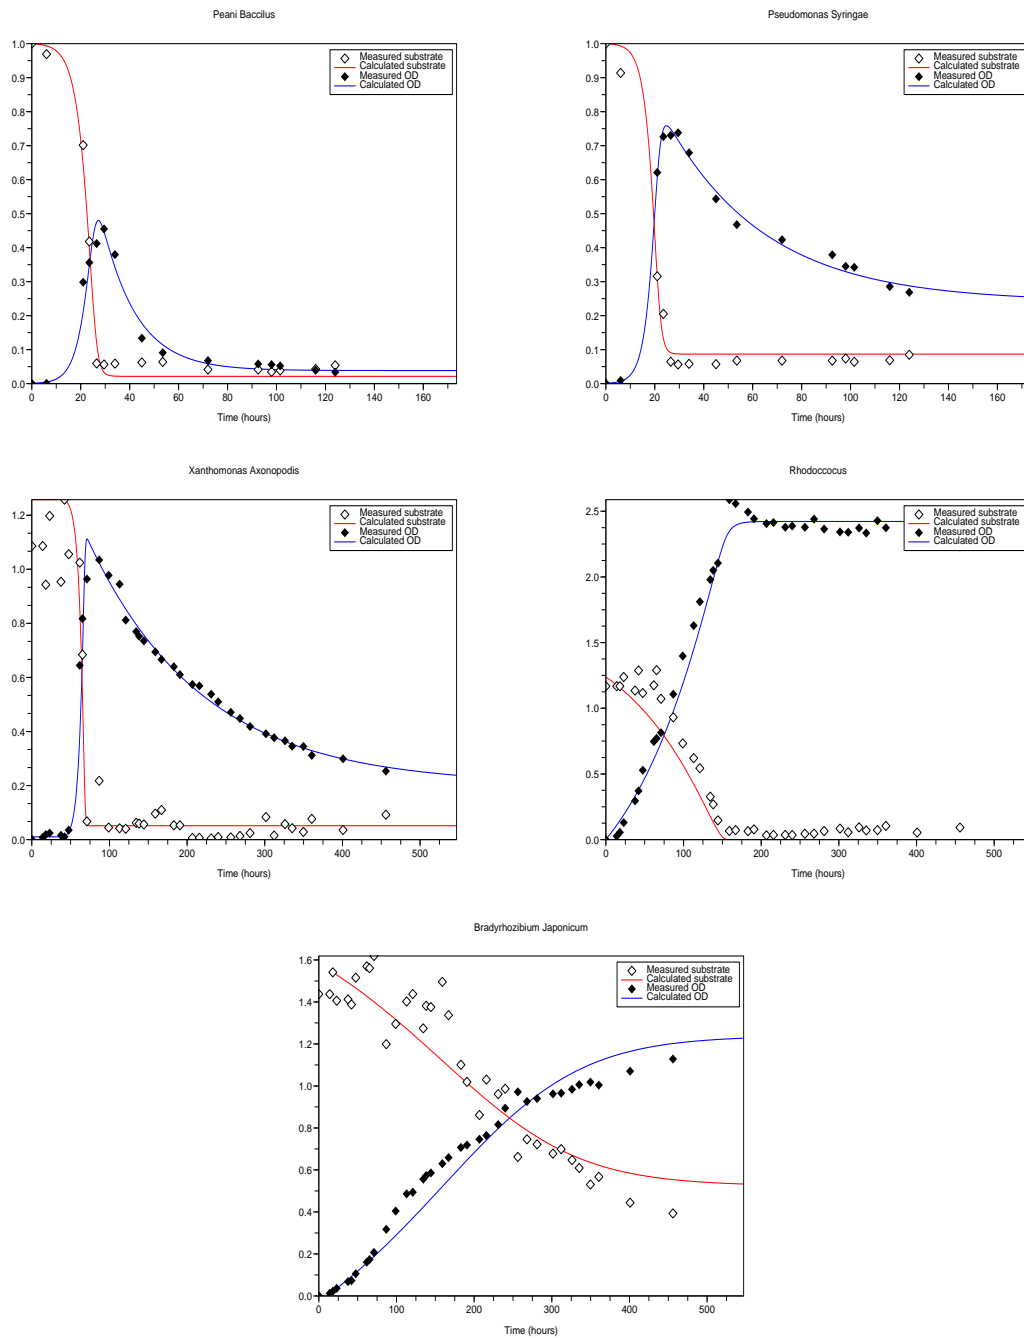 Peani Baccilus
Measured substrate
Calculated substrate
Measured OD
Calculated OD
1.0
0.9
0.8
0.7
0.6
0.5
0.4
0.3
0.2
0.1
0.0
0 20 40 60 80 100 120 140 160
Time (hours)
Pseudomonas Syringae
Measured substrate
Calculated substrate
Measured OD
Calculated OD
1.0
0.9
0.8
0.7
0.6
0.5
0.4
0.3
0.2
0.1
0.0
0 20 40 60 80 100 120 140 160
Time (hours)
Xanthomonas Axonopodis
Measured substrate
Calculated substrate
Measured OD
Calculated OD
1.2
1.0
0.8
0.6
0.4
0.2
0.0
0 100 200 300 400 500
Time (hours)
Rhodoccocus
Measured substrate
Calculated substrate
Measured OD
Calculated OD
2.5
2.0
1.5
1.0
0.5
0.0
0 100 200 300 400 500
Time (hours)
Bradyrhozibium Japonicum
Measured substrate
Calculated substrate
Measured OD
Calculated OD
1.6
1.4
1.2
1.0
0.8
0.6
0.4
0.2
0.0
0 100 200 300 400 500
Time (hours)